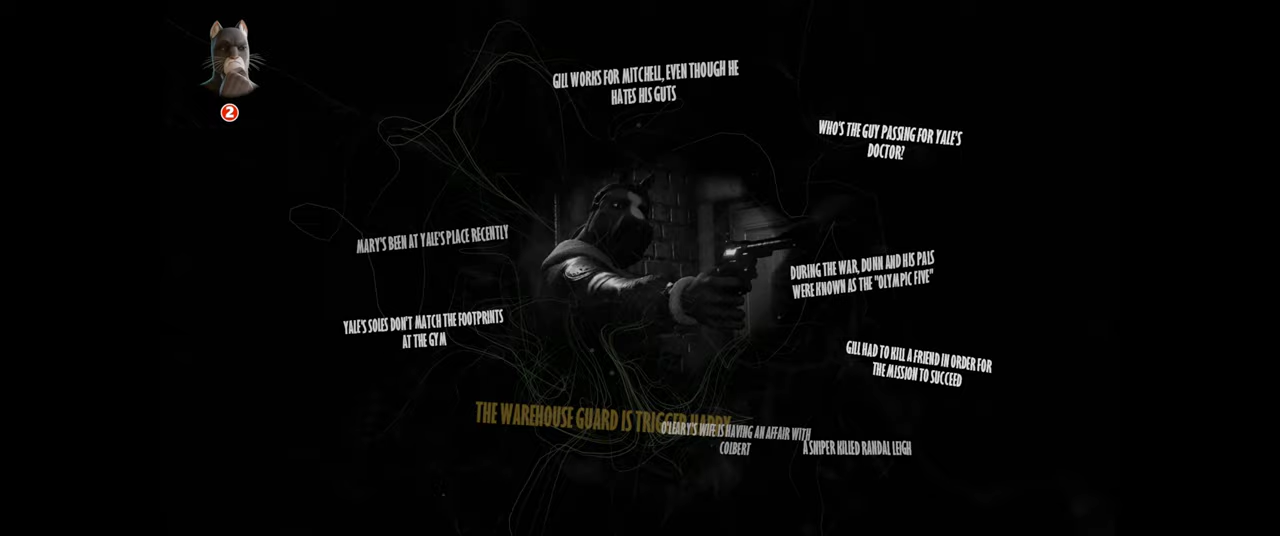 GILL WORKS FOR MITCHELL, EVEN THOUGH HE
HATES HIS GUTS
2
WHO'S THE GUY PASSING FOR YALE'S
DOCTOR?
MARY'S BEEN AT YALE'S PLACE RECENTLY
DURING THE WAR, DUNN AND HIS PALS
WERE KNOWN AS THE "OLYMPIC FIVE"
YALE'S SOLES DON'T MATCH THE FOOTPRINTS
AT THE GYM
GILL HAD TO KILL A FRIEND IN ORDER FOR
THE MISSION TO SUCCEED
THE WAREHOUSE GUARD IS TRIGGER HAPPY
O'LEARY'S WIFE IS HAVING AN AFFAIR WITH
COLBERT
A SNIPER KILLED RANDAL LEIGH